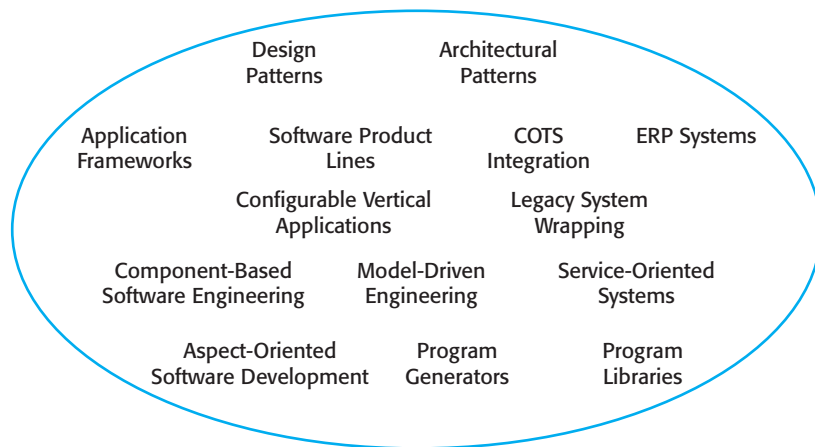 Design
Patterns
Architectural
Patterns
Application
Frameworks
Software Product
Lines
COTS
Integration
ERP Systems
Configurable Vertical
Applications
Legacy System
Wrapping
Component-Based
Software Engineering
Model-Driven
Engineering
Service-Oriented
Systems
Aspect-Oriented
Software Development
Program
Generators
Program
Libraries